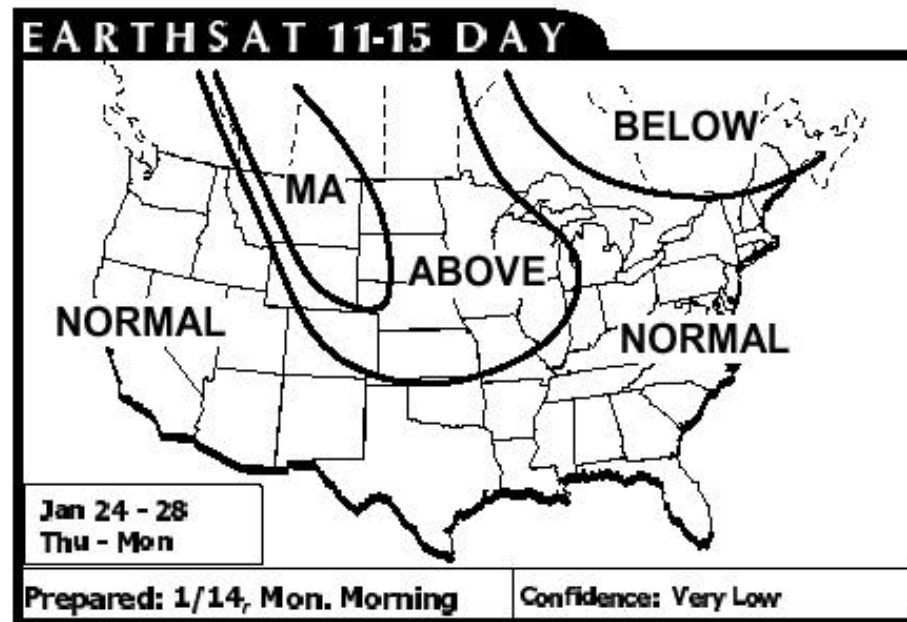 EARTHSAT 11-15 DAY
BELOW
MA
ABOVE
NORMAL
NORMAL
Jan 24 - 28
Thu - Mon
Prepared: 1/14, Mon. Morning
Confidence: Very Low